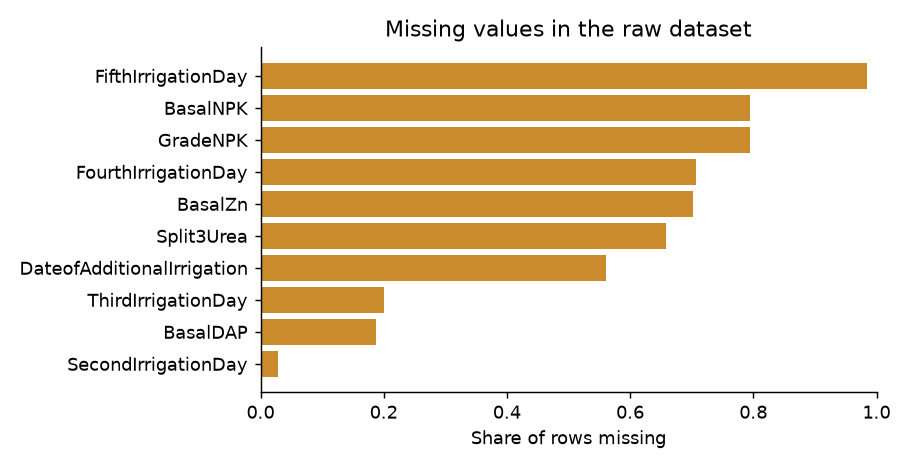 Missing values in the raw dataset
FifthIrrigationDay
BasalNPK
GradeNPK
FourthIrrigationDay
BasalZn
Split3Urea
DateofAdditionalIrrigation
ThirdIrrigationDay
BasalDAP
SecondIrrigationDay
0.0 0.2 0.4 0.6 0.8 1.0
Share of rows missing